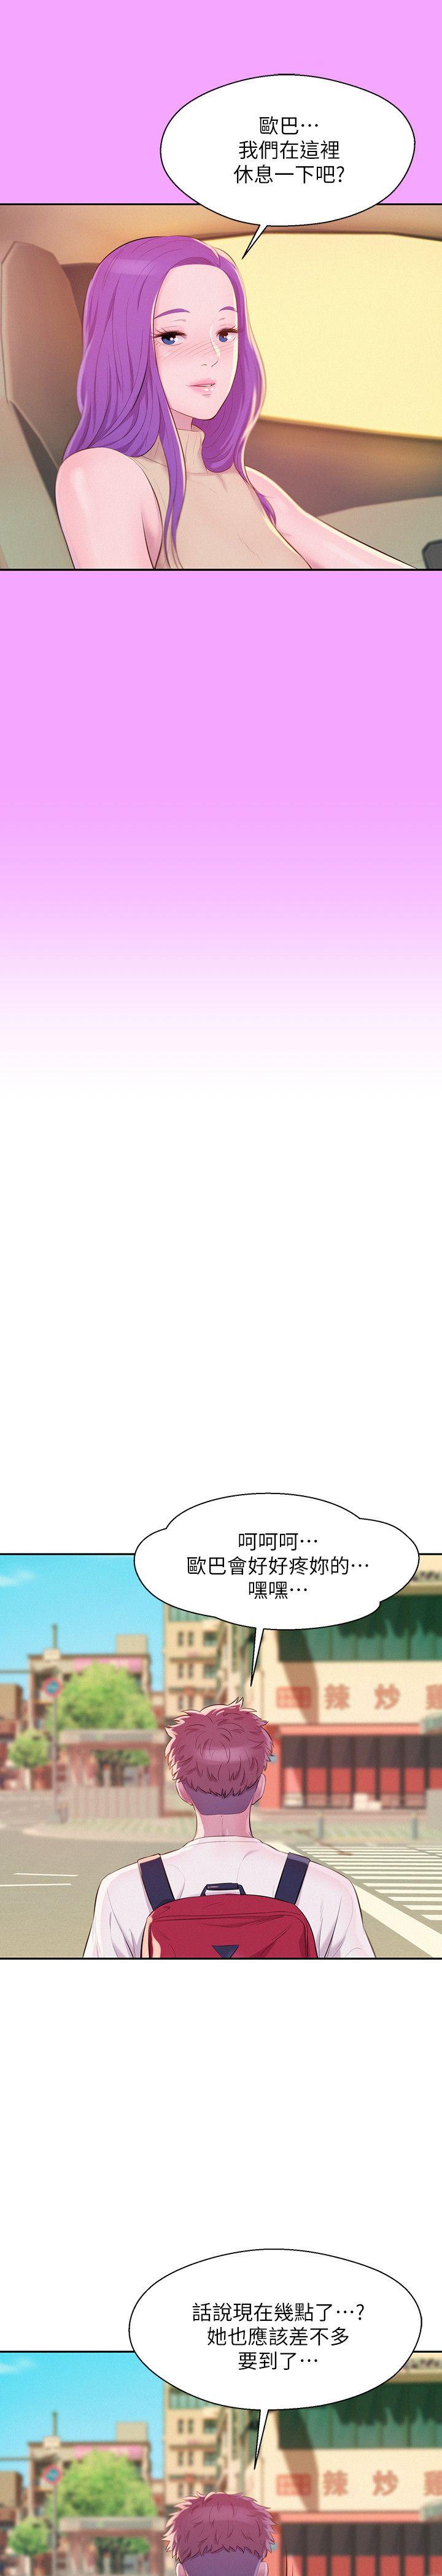 歐巴…
我們在這裡
休息一下吧?
呵呵呵…
歐巴會好好疼妳的…
嘿嘿…
辣炒雞
話說現在幾點了…?
她也應該差不多
要到了…
辣炒雞